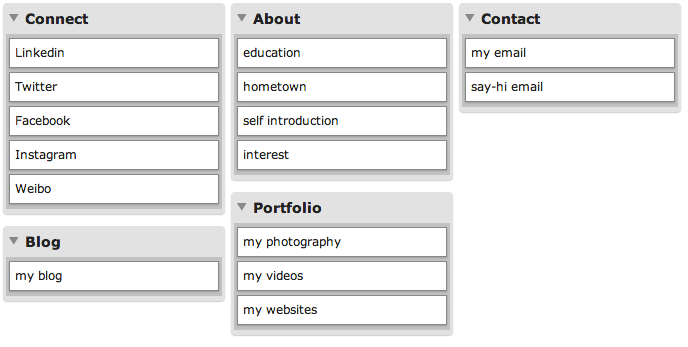 Connect
Linkedin
Twitter
Facebook
Instagram
Weibo
Blog
my blog
About
education
hometown
self introduction
interest
Portfolio
my photography
my videos
my websites
Contact
my email
say-hi email